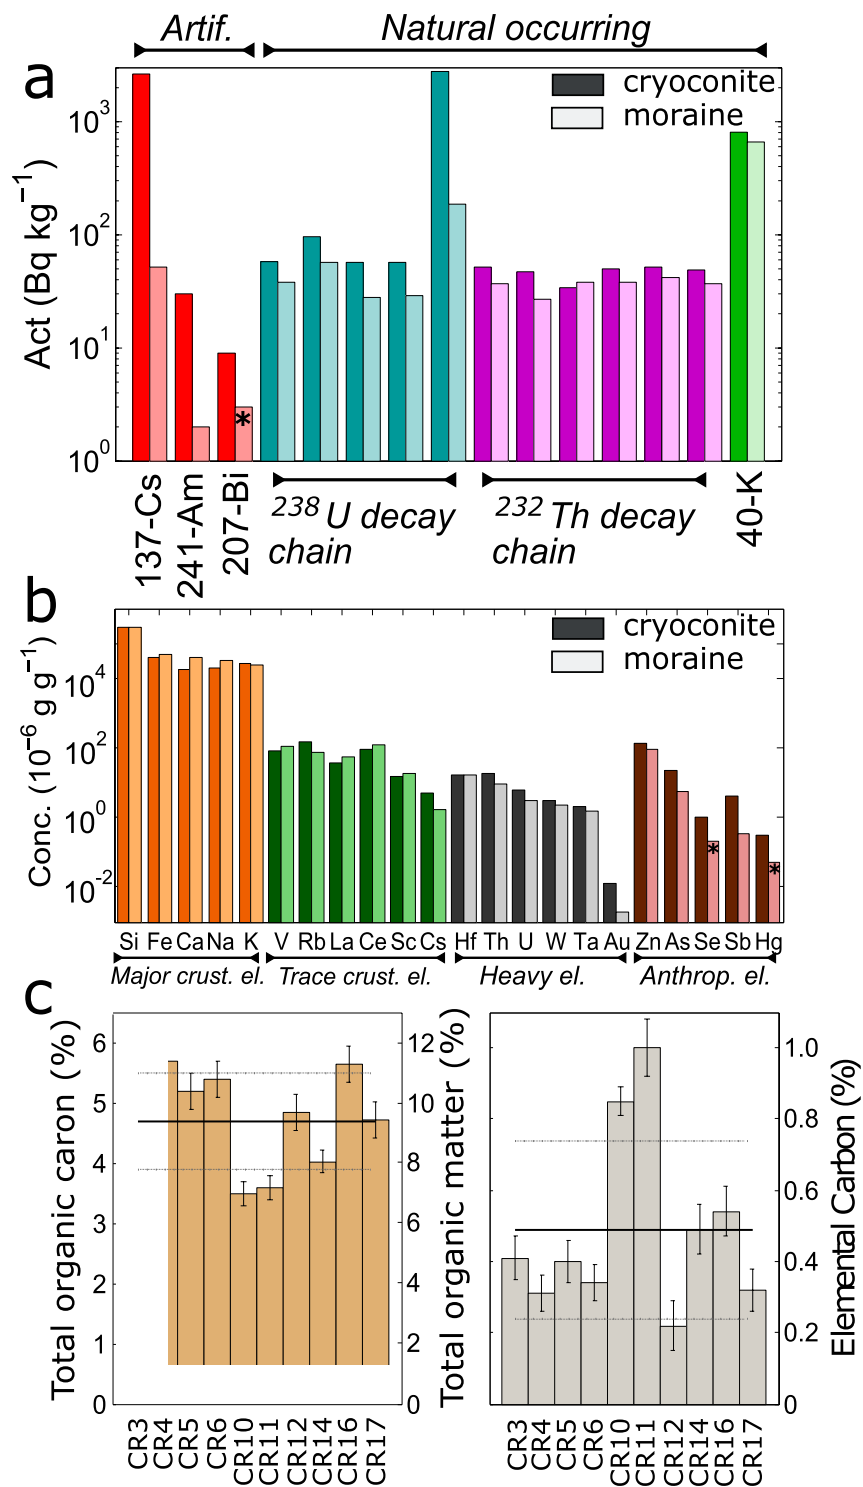 Artif. Natural occurring
a
cryoconite
moraine
Act (Bq kg⁻¹)
10³
10²
10¹
10⁰
137-Cs
241-Am
207-Bi
*
²³⁸U decay
chain
²³²Th decay
chain
40-K
b
cryoconite
moraine
Conc. (10⁻⁶ g g⁻¹)
10⁴
10²
10⁰
10⁻²
* *
Si Fe Ca Na K V Rb La Ce Sc Cs Hf Th U W Ta Au Zn As Se Sb Hg
Major crust. el. Trace crust. el. Heavy el. Anthrop. el.
c
Total organic caron (%)
6
5
4
3
2
1
0
12
10
8
6
4
2
0
Total organic matter (%)
CR3
CR4
CR5
CR6
CR10
CR11
CR12
CR14
CR16
CR17
1.0
0.8
0.6
0.4
0.2
0
Elemental Carbon (%)
CR3
CR4
CR5
CR6
CR10
CR11
CR12
CR14
CR16
CR17